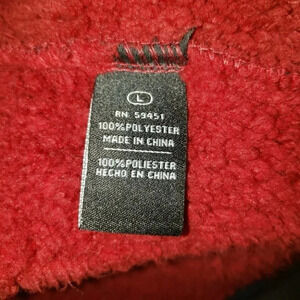 L
RN 59451
100%POLYESTER
MADE IN CHINA
100%POLIESTER
HECHO EN CHINA